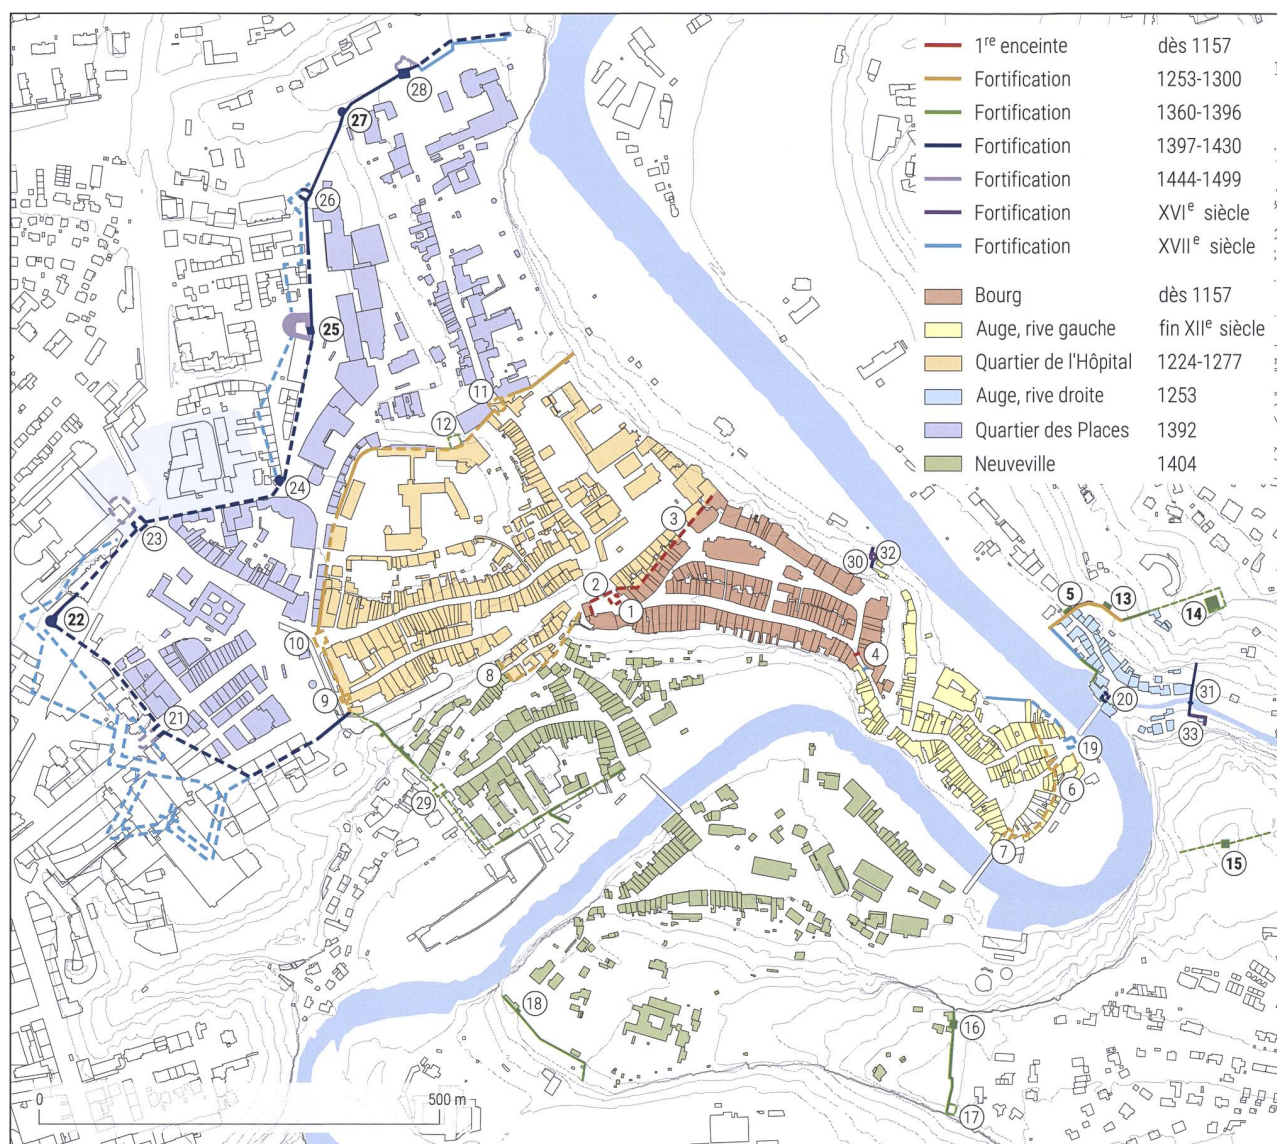 1re enceinte dès 1157
Fortification 1253-1300
Fortification 1360-1396
Fortification 1397-1430
Fortification 1444-1499
Fortification XVIe siècle
Fortification XVIIe siècle
Bourg dès 1157
Auge, rive gauche fin XIIe siècle
Quartier de l'Hôpital 1224-1277
Auge, rive droite 1253
Quartier des Places 1392
Neuveville 1404
28
27
26
25
11
12
24
3
23
30
32
2
5
13
14
1
22
10
4
8
31
9
20
21
33
19
29
6
7
15
18
16
17
0 500 m